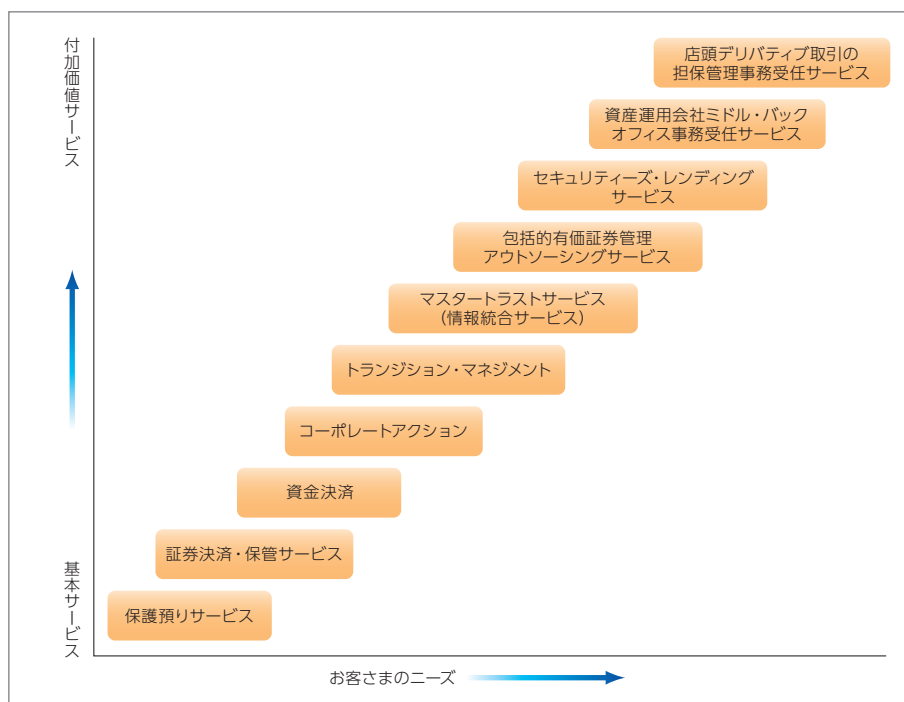 付加価値サービス
店頭デリバティブ取引の
担保管理事務受任サービス
資産運用会社ミドル・バック
オフィス事務受任サービス
セキュリティーズ・レンディング
サービス
包括的有価証券管理
アウトソーシングサービス
マスタートラストサービス
（情報統合サービス）
トランジション・マネジメント
コーポレートアクション
資金決済
証券決済・保管サービス
保護預りサービス
基本サービス
お客さまのニーズ